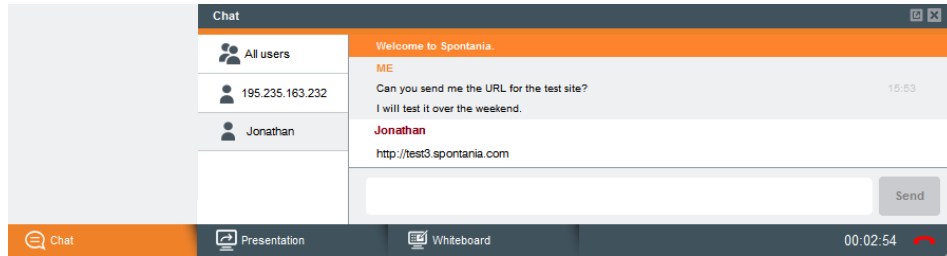 Chat
All users
195.235.163.232
Jonathan
Welcome to Spontania.
ME
Can you send me the URL for the test site?
15:53
I will test it over the weekend.
Jonathan
http://test3.spontania.com
Send
Chat
Presentation
Whiteboard
00:02:54